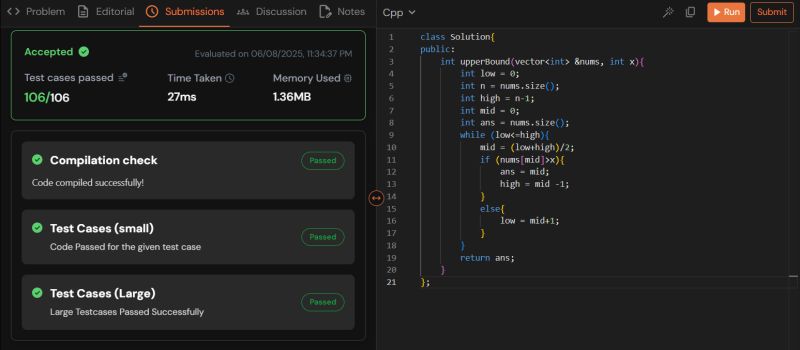 Problem Editorial Submissions Discussion Notes
Accepted
Evaluated on 06/08/2025, 11:34:37 PM
Test cases passed
106/106
Time Taken
27ms
Memory Used
1.36MB
Compilation check
Passed
Code compiled successfully!
Test Cases (small)
Passed
Code Passed for the given test case
Test Cases (Large)
Passed
Large Testcases Passed Successfully
Cpp
Run
Submit
1 class Solution{
2 public:
3 int upperBound(vector<int> &nums, int x){
4 int low = 0;
5 int n = nums.size();
6 int high = n-1;
7 int mid = 0;
8 int ans = nums.size();
9 while (low<=high){
10 mid = (low+high)/2;
11 if (nums[mid]>x){
12 ans = mid;
13 high = mid -1;
14 }
15 else{
16 low = mid+1;
17 }
18 }
19 return ans;
20 }
21 };